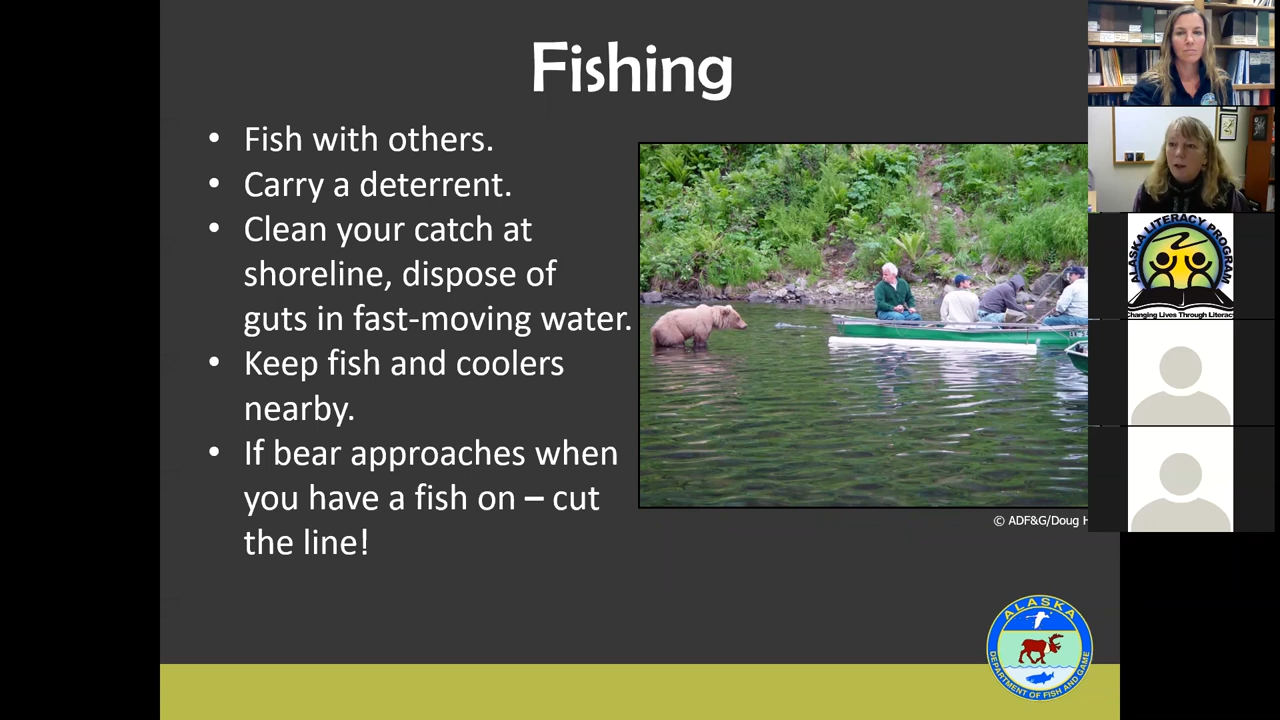 Fishing
• Fish with others.
• Carry a deterrent.
• Clean your catch at
shoreline, dispose of
guts in fast-moving water.
• Keep fish and coolers
nearby.
• If bear approaches when
you have a fish on – cut
the line!
© ADF&G/Doug H
ALASKA
DEPARTMENT OF FISH AND GAME
ALASKA LITERACY PROGRAM
Changing Lives Through Literac